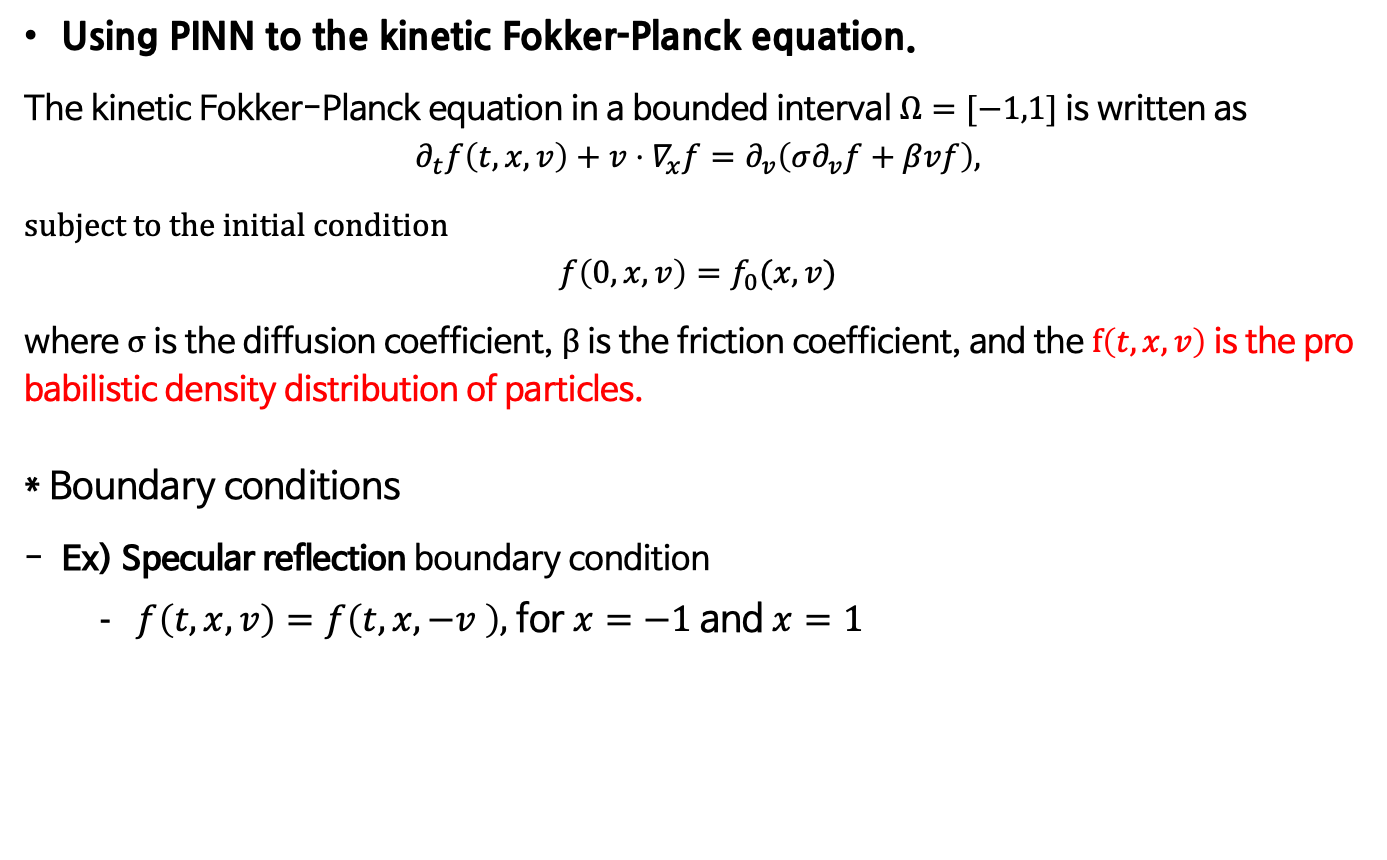 • Using PINN to the kinetic Fokker-Planck equation.
The kinetic Fokker-Planck equation in a bounded interval Ω = [−1,1] is written as
∂ₜf(t, x, v) + v · ∇ₓf = ∂ᵥ(σ∂ᵥf + βvf),
subject to the initial condition
f(0, x, v) = f₀(x, v)
where σ is the diffusion coefficient, β is the friction coefficient, and the f(t, x, v) is the pro
babilistic density distribution of particles.
* Boundary conditions
− Ex) Specular reflection boundary condition
- f(t, x, v) = f(t, x, −v ), for x = −1 and x = 1